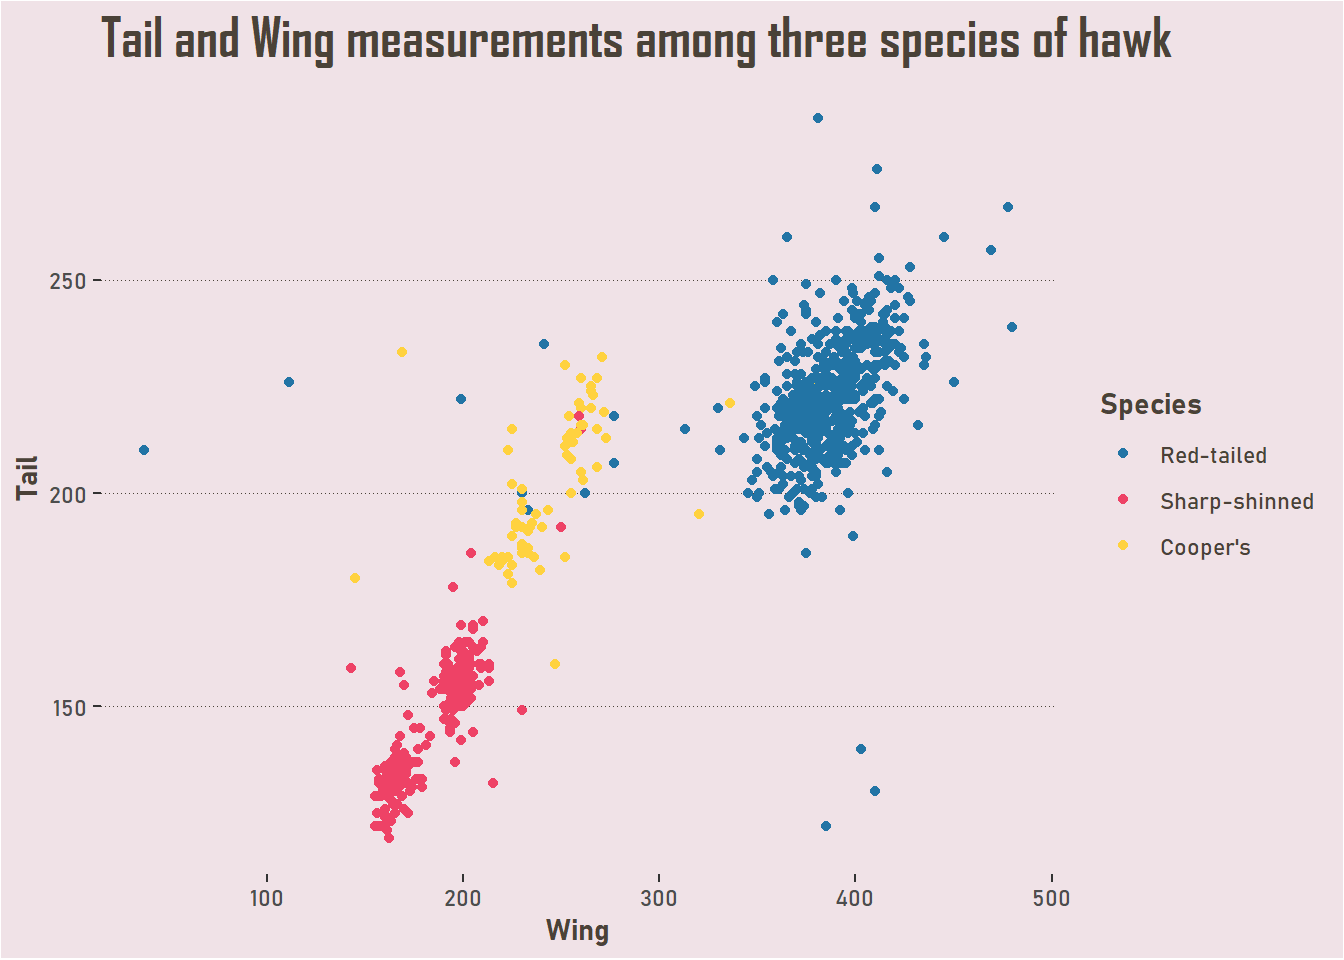 Tail and Wing measurements among three species of hawk
250
200
150
Tail
100 200 300 400 500
Wing
Species
Red-tailed
Sharp-shinned
Cooper's